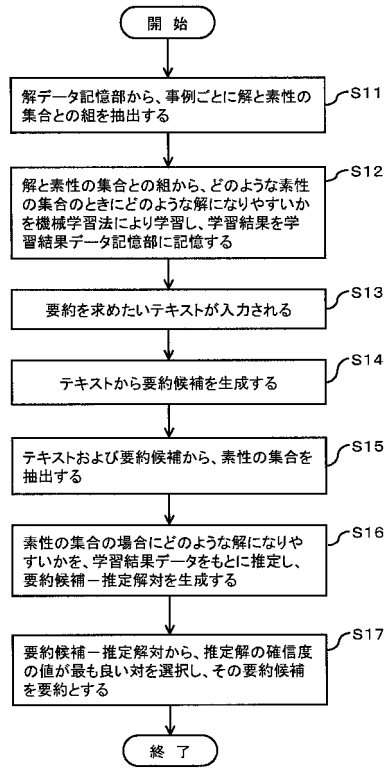 開始
S11
解データ記憶部から、事例ごとに解と素性の
集合との組を抽出する
S12
解と素性の集合との組から、どのような素性
の集合のときにどのような解になりやすいか
を機械学習法により学習し、学習結果を学
習結果データ記憶部に記憶する
S13
要約を求めたいテキストが入力される
S14
テキストから要約候補を生成する
S15
テキストおよび要約候補から、素性の集合を
抽出する
S16
素性の集合の場合にどのような解になりや
すいかを、学習結果データをもとに推定し、
要約候補－推定解対を生成する
S17
要約候補－推定解対から、推定解の確信度
の値が最も良い対を選択し、その要約候補
を要約とする
終了